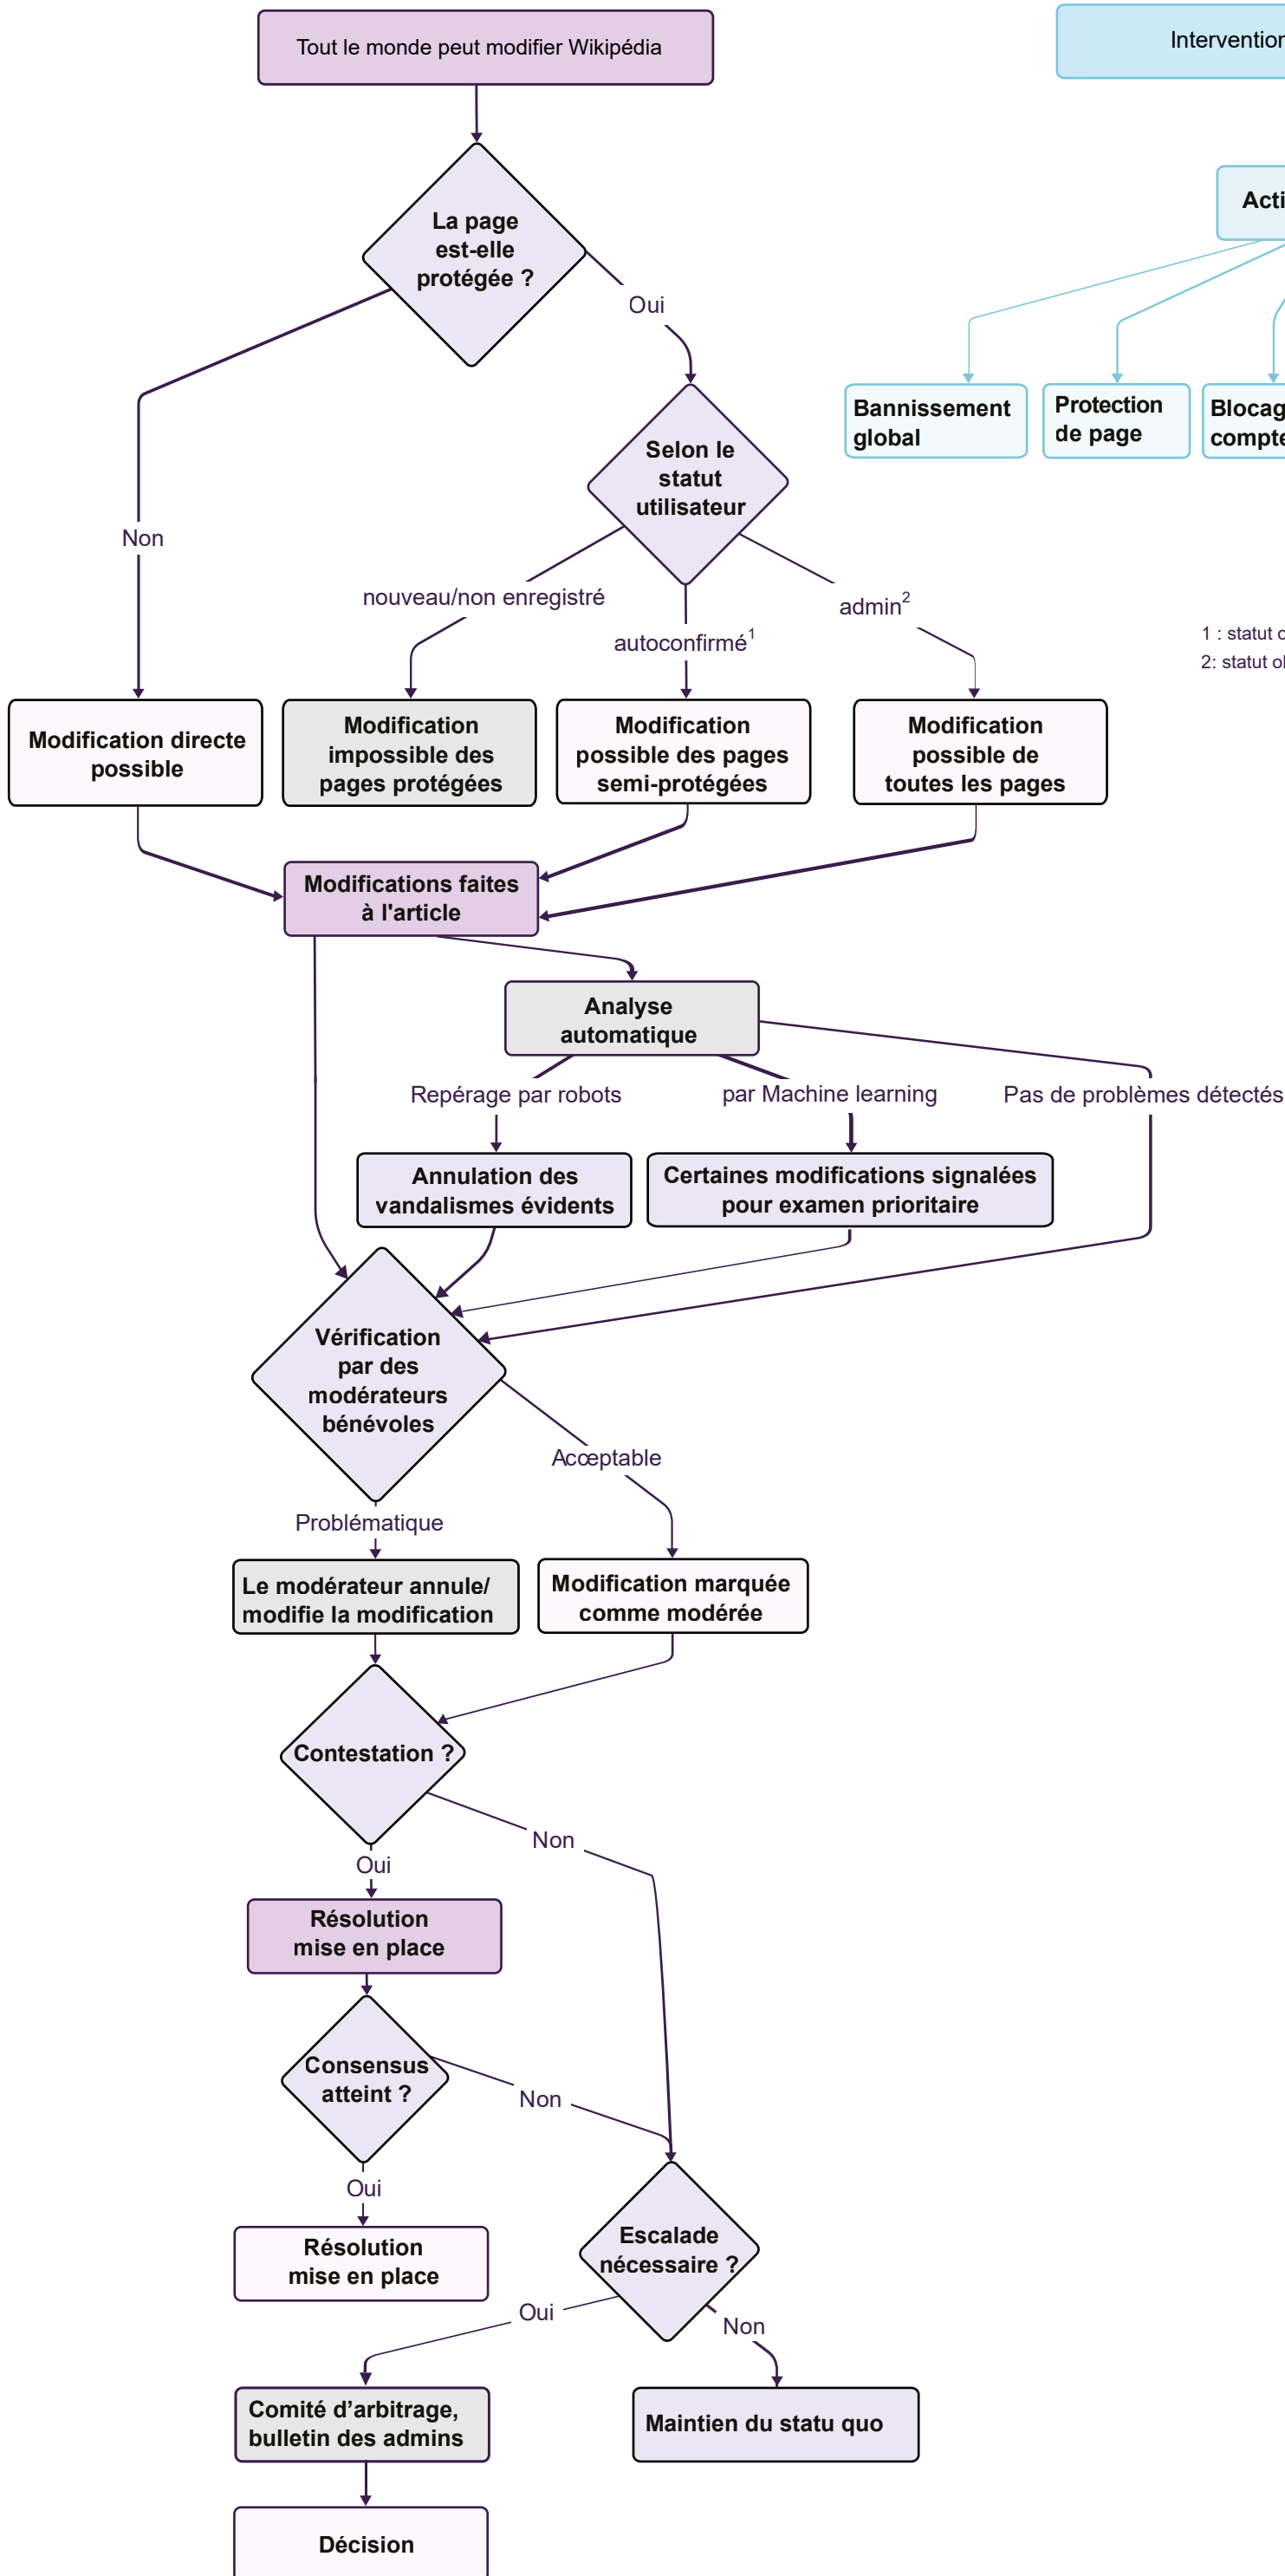 Tout le monde peut modifier Wikipédia
Intervention
La page
est-elle
protégée ?
Oui
Non
Acti
Bannissement
global
Protection
de page
Blocag
compte
Selon le
statut
utilisateur
nouveau/non enregistré
autoconfirmé1
admin2
1 : statut o
2: statut ol
Modification directe
possible
Modification
impossible des
pages protégées
Modification
possible des pages
semi-protégées
Modification
possible de
toutes les pages
Modifications faites
à l'article
Analyse
automatique
Repérage par robots
par Machine learning
Pas de problèmes détectés
Annulation des
vandalismes évidents
Certaines modifications signalées
pour examen prioritaire
Vérification
par des
modérateurs
bénévoles
Acceptable
Problématique
Le modérateur annule/
modifie la modification
Modification marquée
comme modérée
Contestation ?
Non
Oui
Résolution
mise en place
Consensus
atteint ?
Non
Oui
Résolution
mise en place
Escalade
nécessaire ?
Oui
Non
Comité d’arbitrage,
bulletin des admins
Maintien du statu quo
Décision